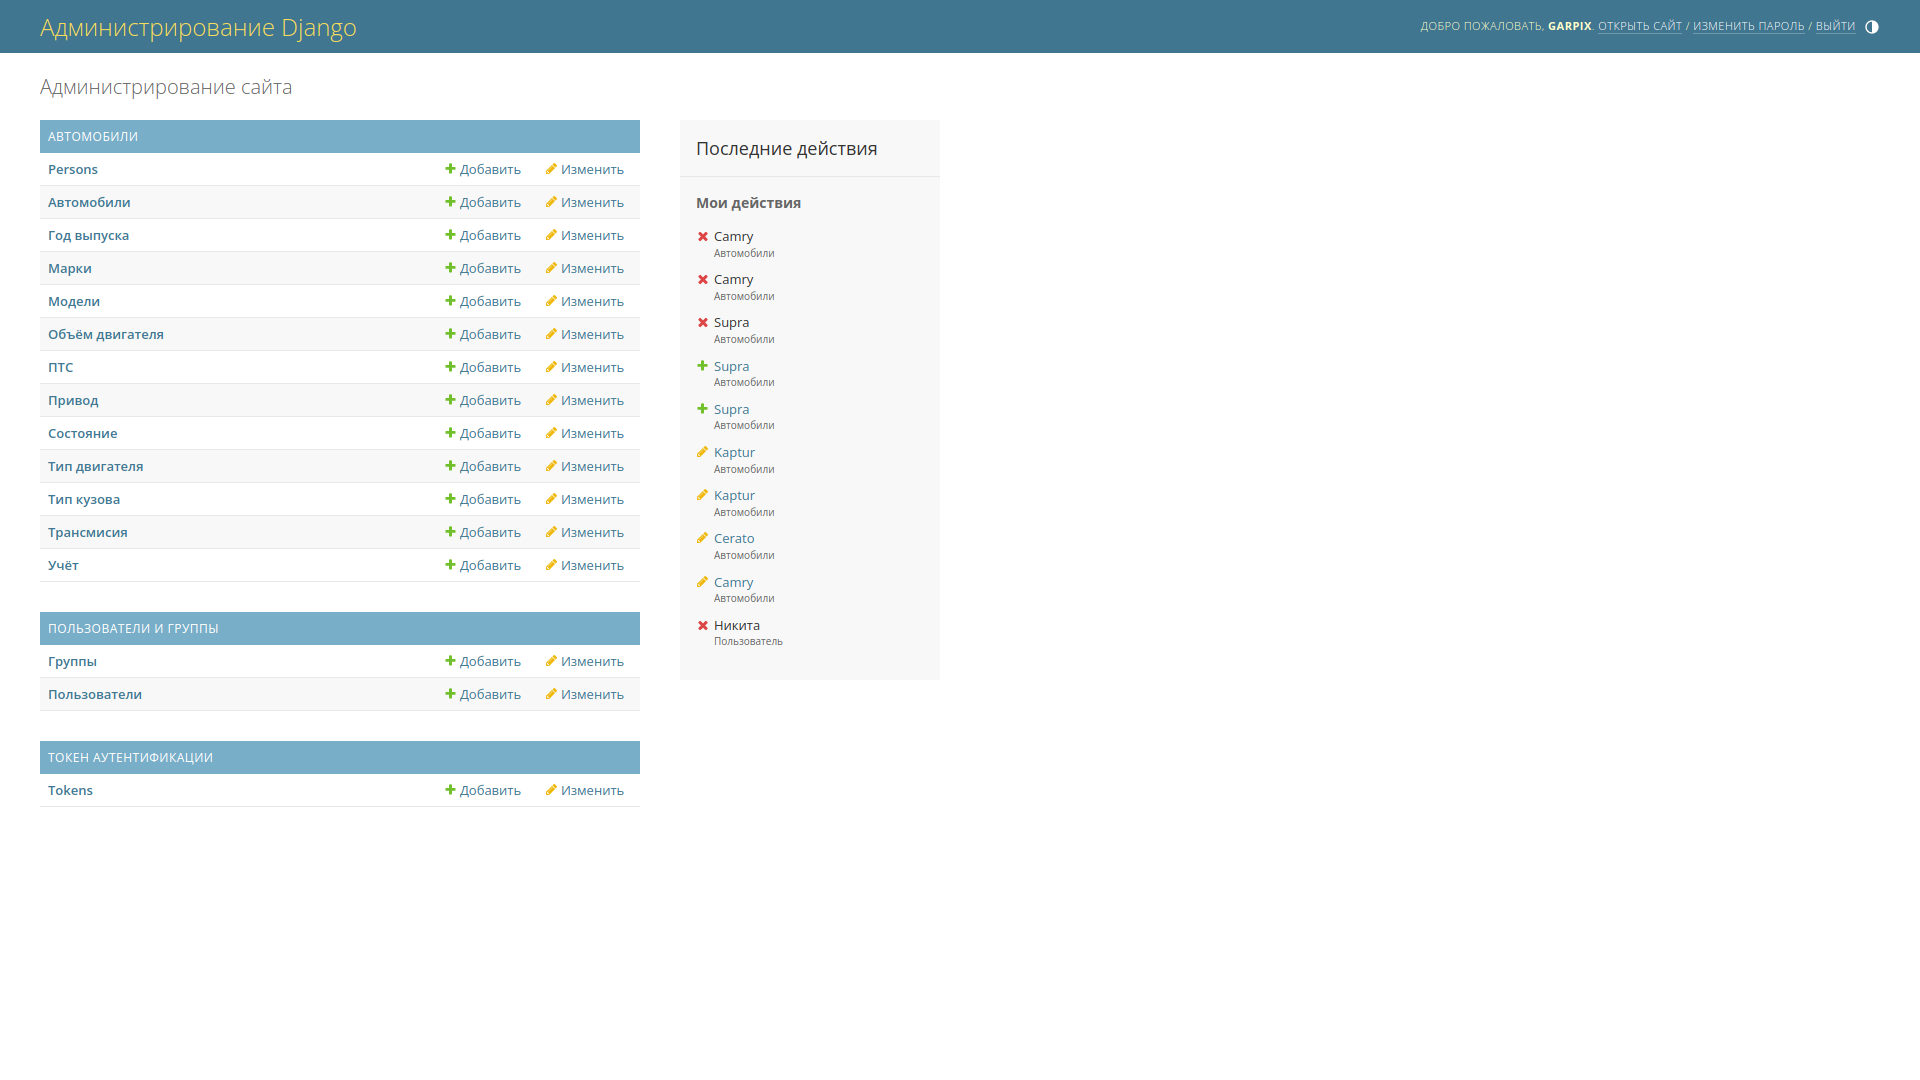 Администрирование Django
ДОБРО ПОЖАЛОВАТЬ, GARPIX. ОТКРЫТЬ САЙТ / ИЗМЕНИТЬ ПАРОЛЬ / ВЫЙТИ
Администрирование сайта
АВТОМОБИЛИ
Persons Добавить Изменить
Автомобили Добавить Изменить
Год выпуска Добавить Изменить
Марки Добавить Изменить
Модели Добавить Изменить
Объём двигателя Добавить Изменить
ПТС Добавить Изменить
Привод Добавить Изменить
Состояние Добавить Изменить
Тип двигателя Добавить Изменить
Тип кузова Добавить Изменить
Трансмисия Добавить Изменить
Учёт Добавить Изменить
ПОЛЬЗОВАТЕЛИ И ГРУППЫ
Группы Добавить Изменить
Пользователи Добавить Изменить
ТОКЕН АУТЕНТИФИКАЦИИ
Tokens Добавить Изменить
Последние действия
Мои действия
Camry
Автомобили
Camry
Автомобили
Supra
Автомобили
Supra
Автомобили
Supra
Автомобили
Kaptur
Автомобили
Kaptur
Автомобили
Cerato
Автомобили
Camry
Автомобили
Никита
Пользователь